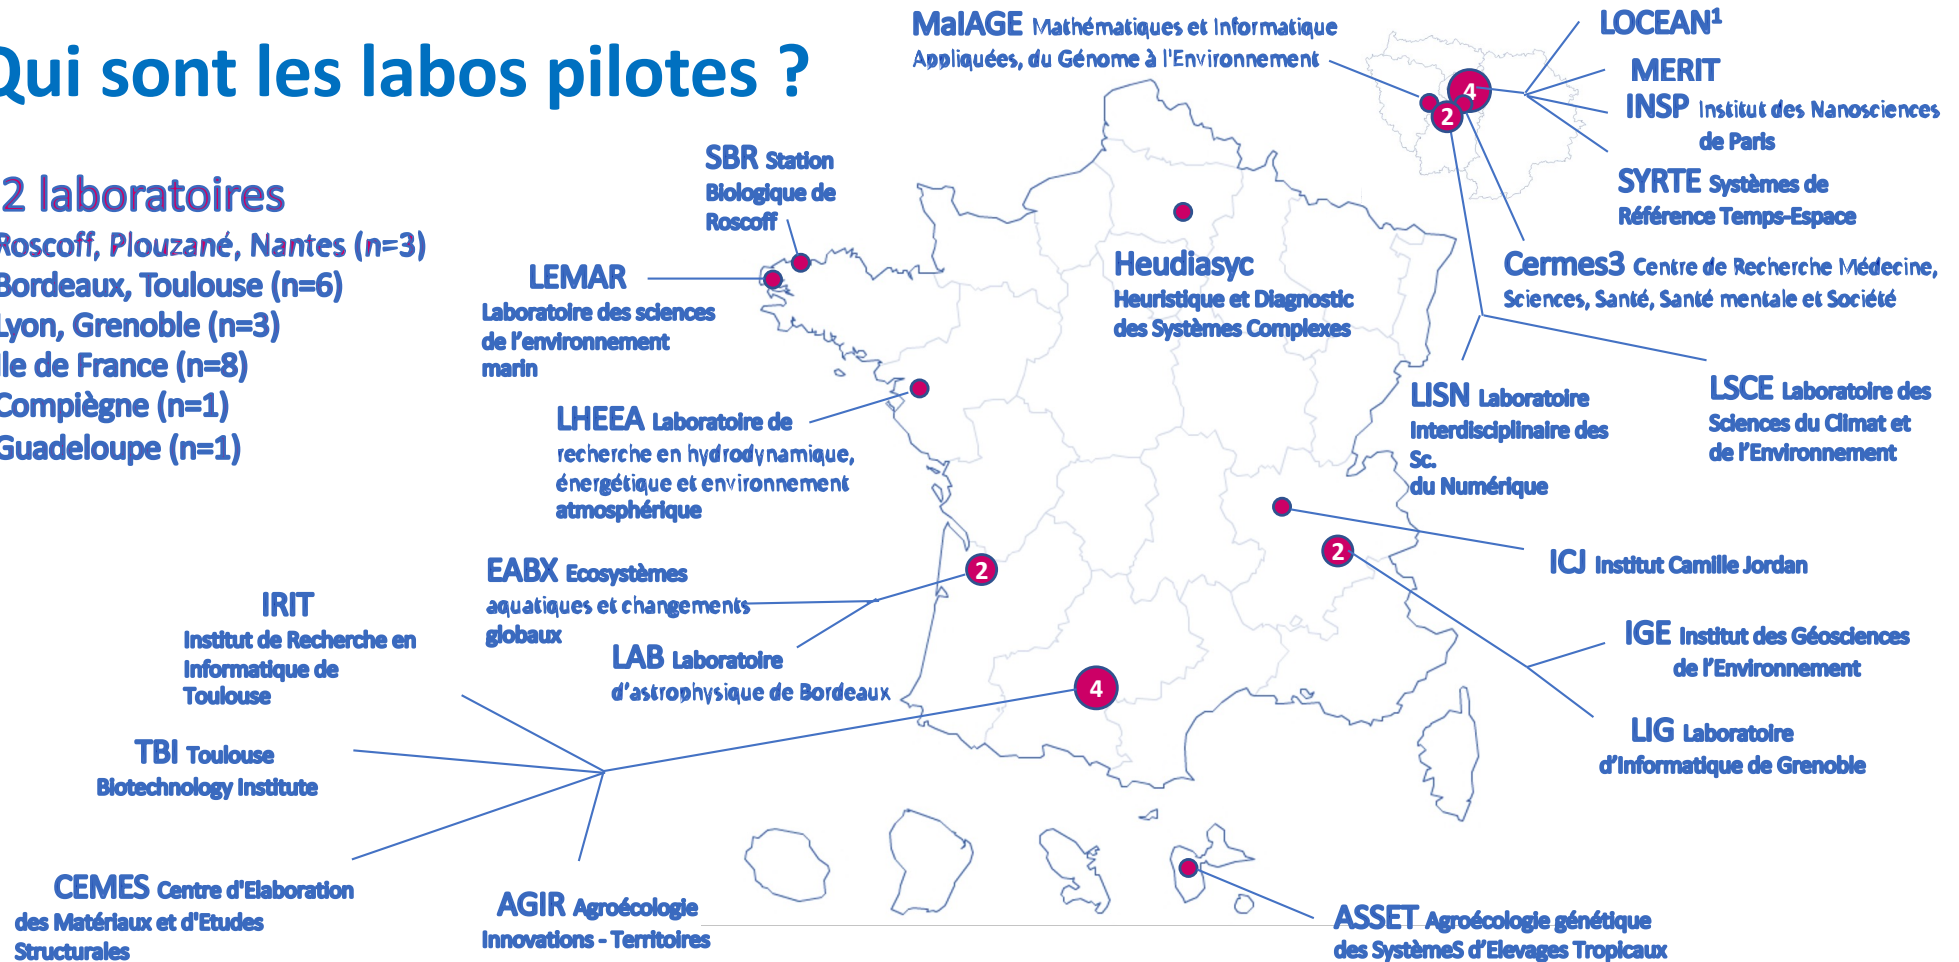 Qui sont les labos pilotes ?
2 laboratoires
Roscoff, Plouzané, Nantes (n=3)
Bordeaux, Toulouse (n=6)
Lyon, Grenoble (n=3)
Ile de France (n=8)
Compiègne (n=1)
Guadeloupe (n=1)
MaIAGE Mathématiques et Informatique
Appliquées, du Génome à l'Environnement
LOCEAN¹
MERIT
INSP Institut des Nanosciences
de Paris
SYRTE Systèmes de
Référence Temps-Espace
4
2
Cermes3 Centre de Recherche Médecine,
Sciences, Santé, Santé mentale et Société
SBR Station
Biologique de
Roscoff
LEMAR
Laboratoire des sciences
de l’environnement
marin
Heudiasyc
Heuristique et Diagnostic
des Systèmes Complexes
LHEEA Laboratoire de
recherche en hydrodynamique,
énergétique et environnement
atmosphérique
LISN Laboratoire
Interdisciplinaire des
Sc.
du Numérique
LSCE Laboratoire des
Sciences du Climat et
de l’Environnement
EABX Ecosystèmes
aquatiques et changements
globaux
2
2
ICJ Institut Camille Jordan
LAB Laboratoire
d’astrophysique de Bordeaux
IGE Institut des Géosciences
de l’Environnement
LIG Laboratoire
d’Informatique de Grenoble
IRIT
Institut de Recherche en
Informatique de
Toulouse
4
TBI Toulouse
Biotechnology Institute
CEMES Centre d'Elaboration
des Matériaux et d'Etudes
Structurales
AGIR Agroécologie
Innovations - Territoires
ASSET Agroécologie génétique
des SystèmeS d’Elevages Tropicaux